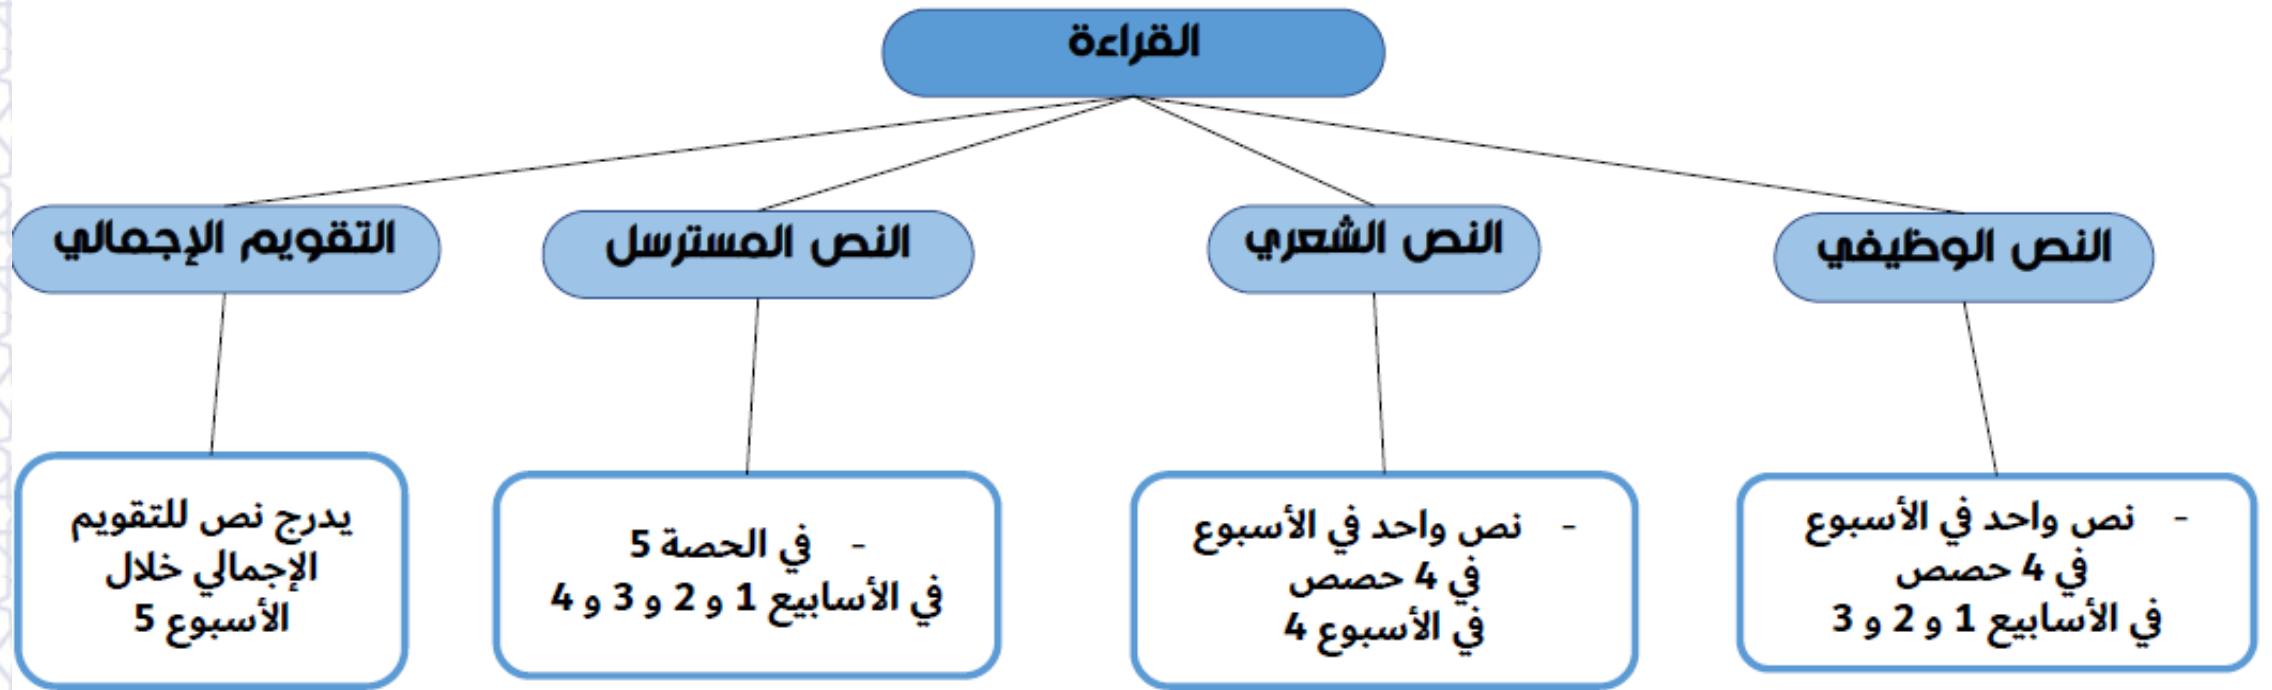 القراءة
النص الوظيفي
النص الشعري
النص المسترسل
التقويم الإجمالي
- نص واحد في الأسبوع
في 4 حصص
في الأسابيع 1 و 2 و 3
- نص واحد في الأسبوع
في 4 حصص
في الأسبوع 4
- في الحصة 5
في الأسابيع 1 و 2 و 3 و 4
يدرج نص للتقويم
الإجمالي خلال
الأسبوع 5